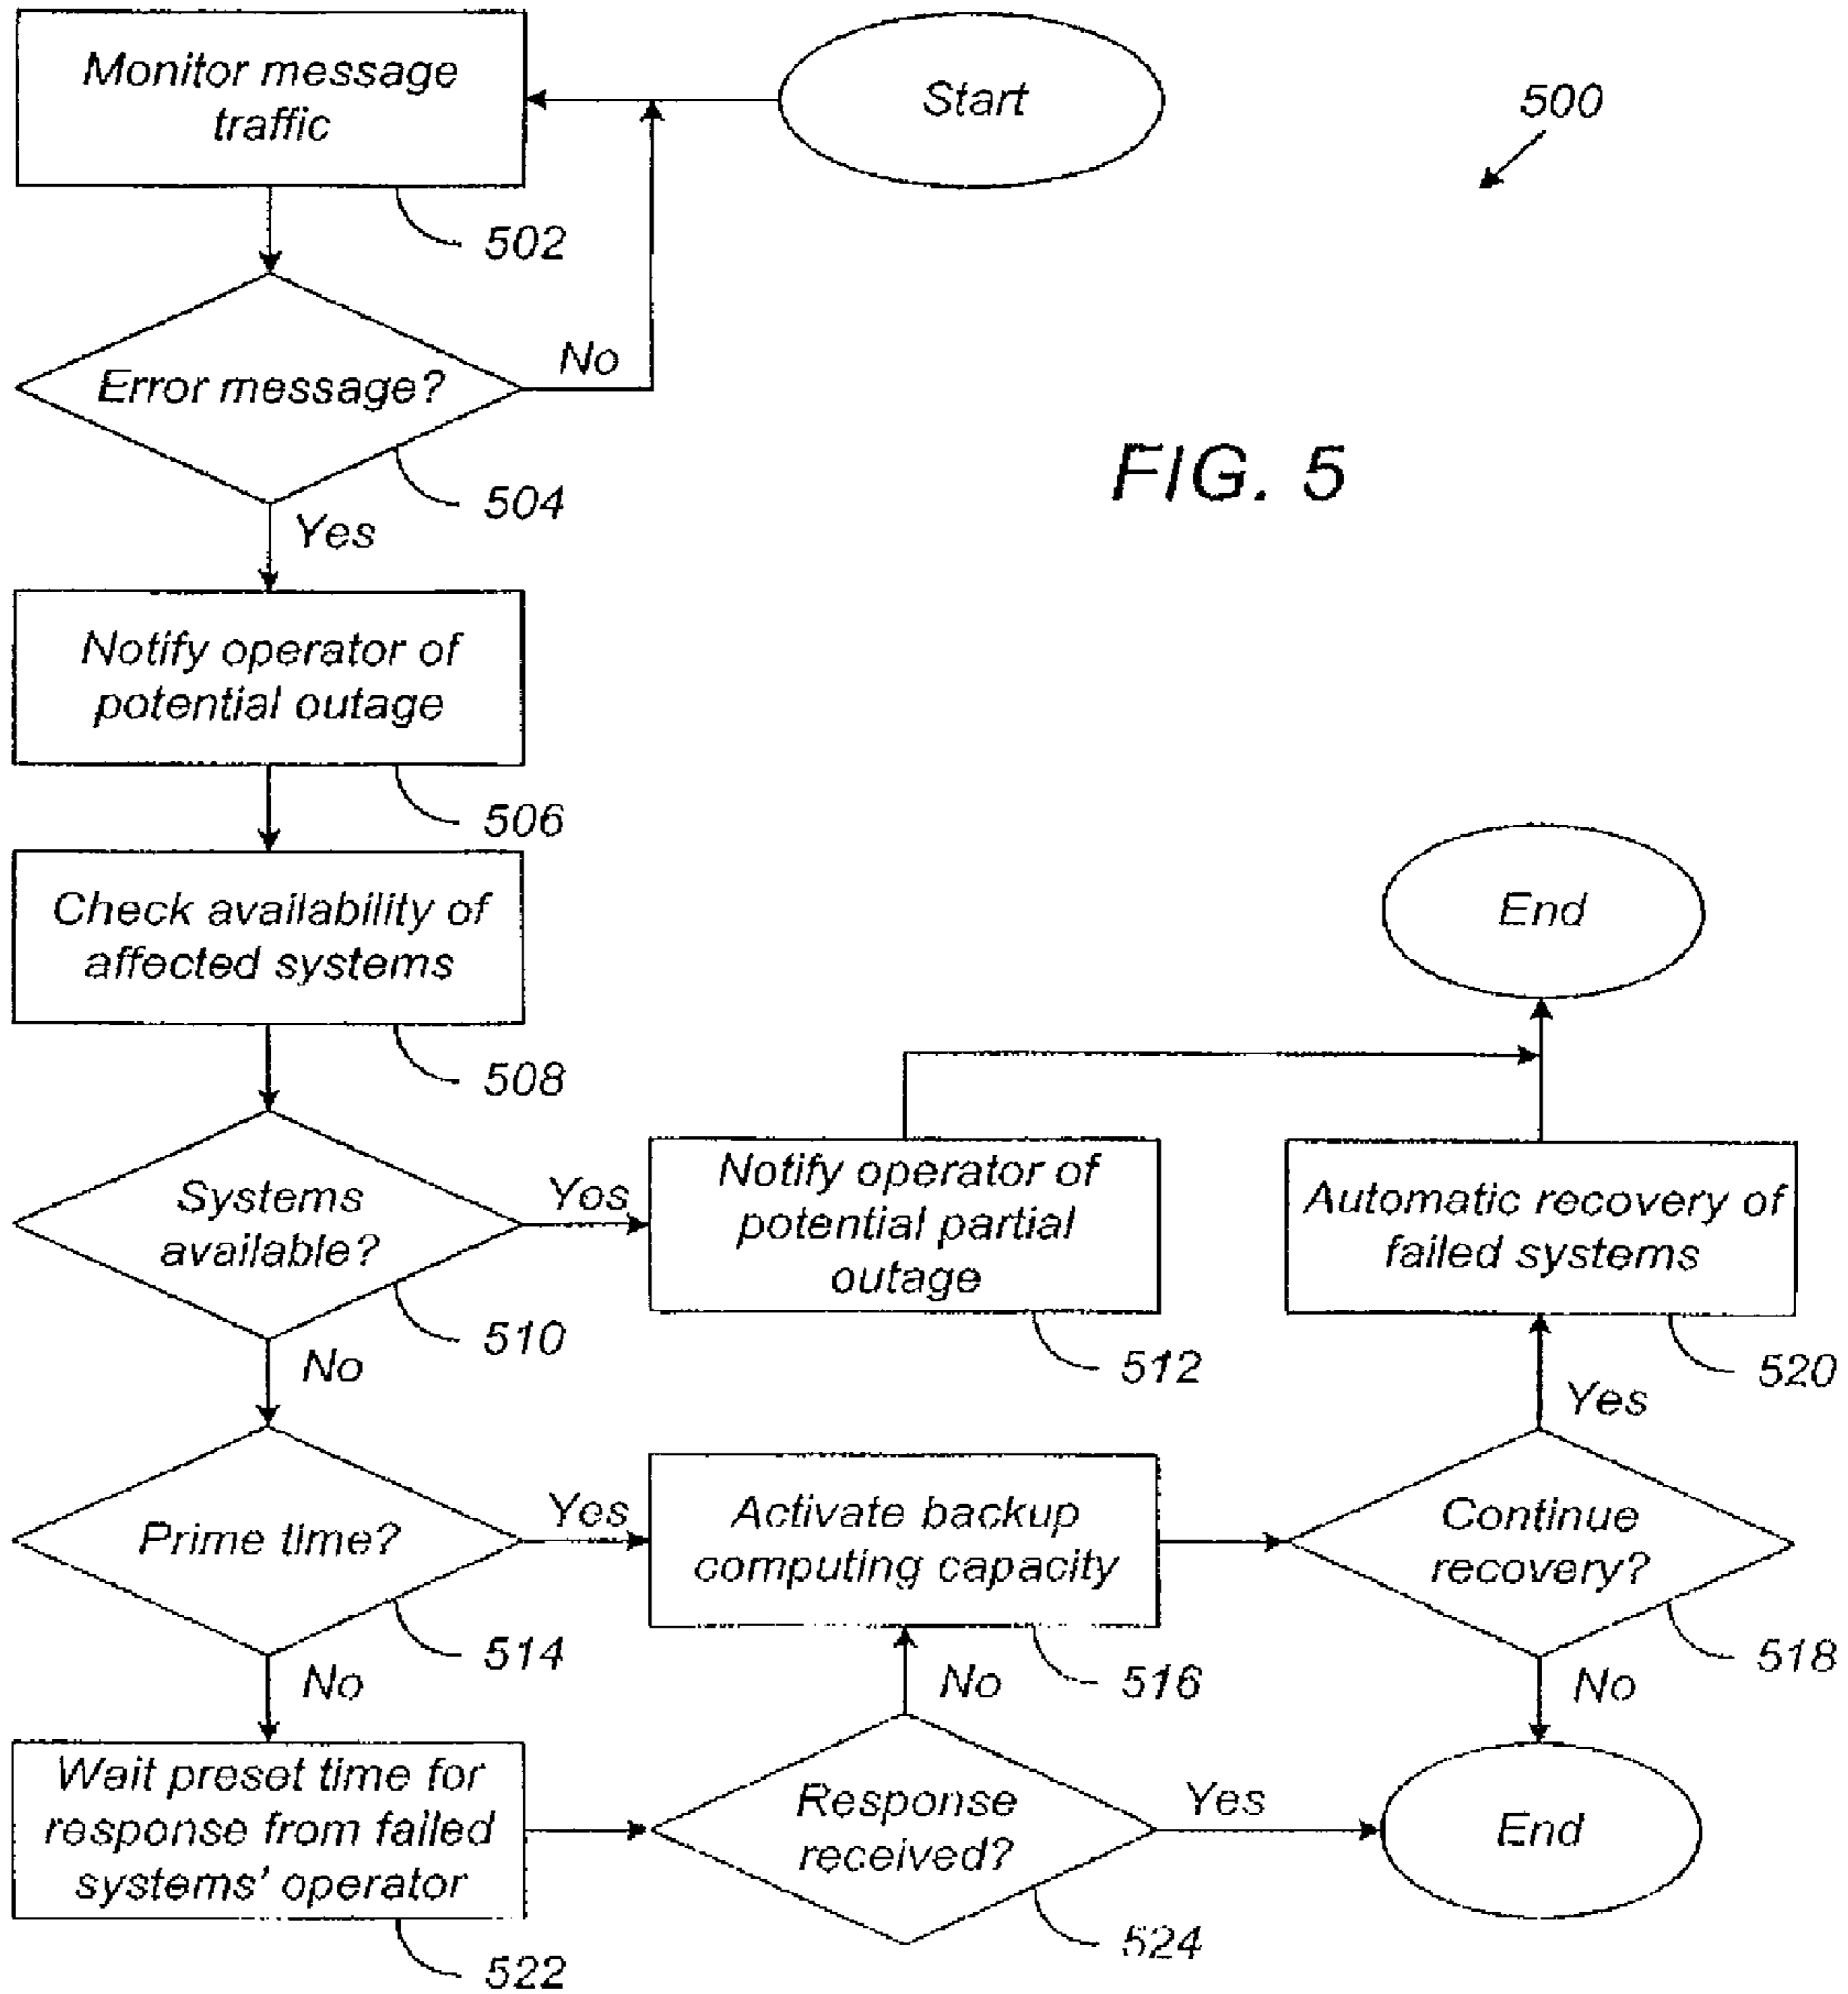 Monitor message
traffic
Start
500
502
Error message?
No
504
FIG. 5
Yes
Notify operator of
potential outage
506
Check availability of
affected systems
End
508
Systems
available?
Yos
Notify operator of
potential partial
outage
Automatic recovery of
failed systems
510
512
520
No
Yes
Prime time?
Yes
Activate backup
computing capacity
Continue
recovery?
514
516
518
No
No
No
Wait preset time for
response from failed
systems' operator
Response
received?
Yes
End
522
524